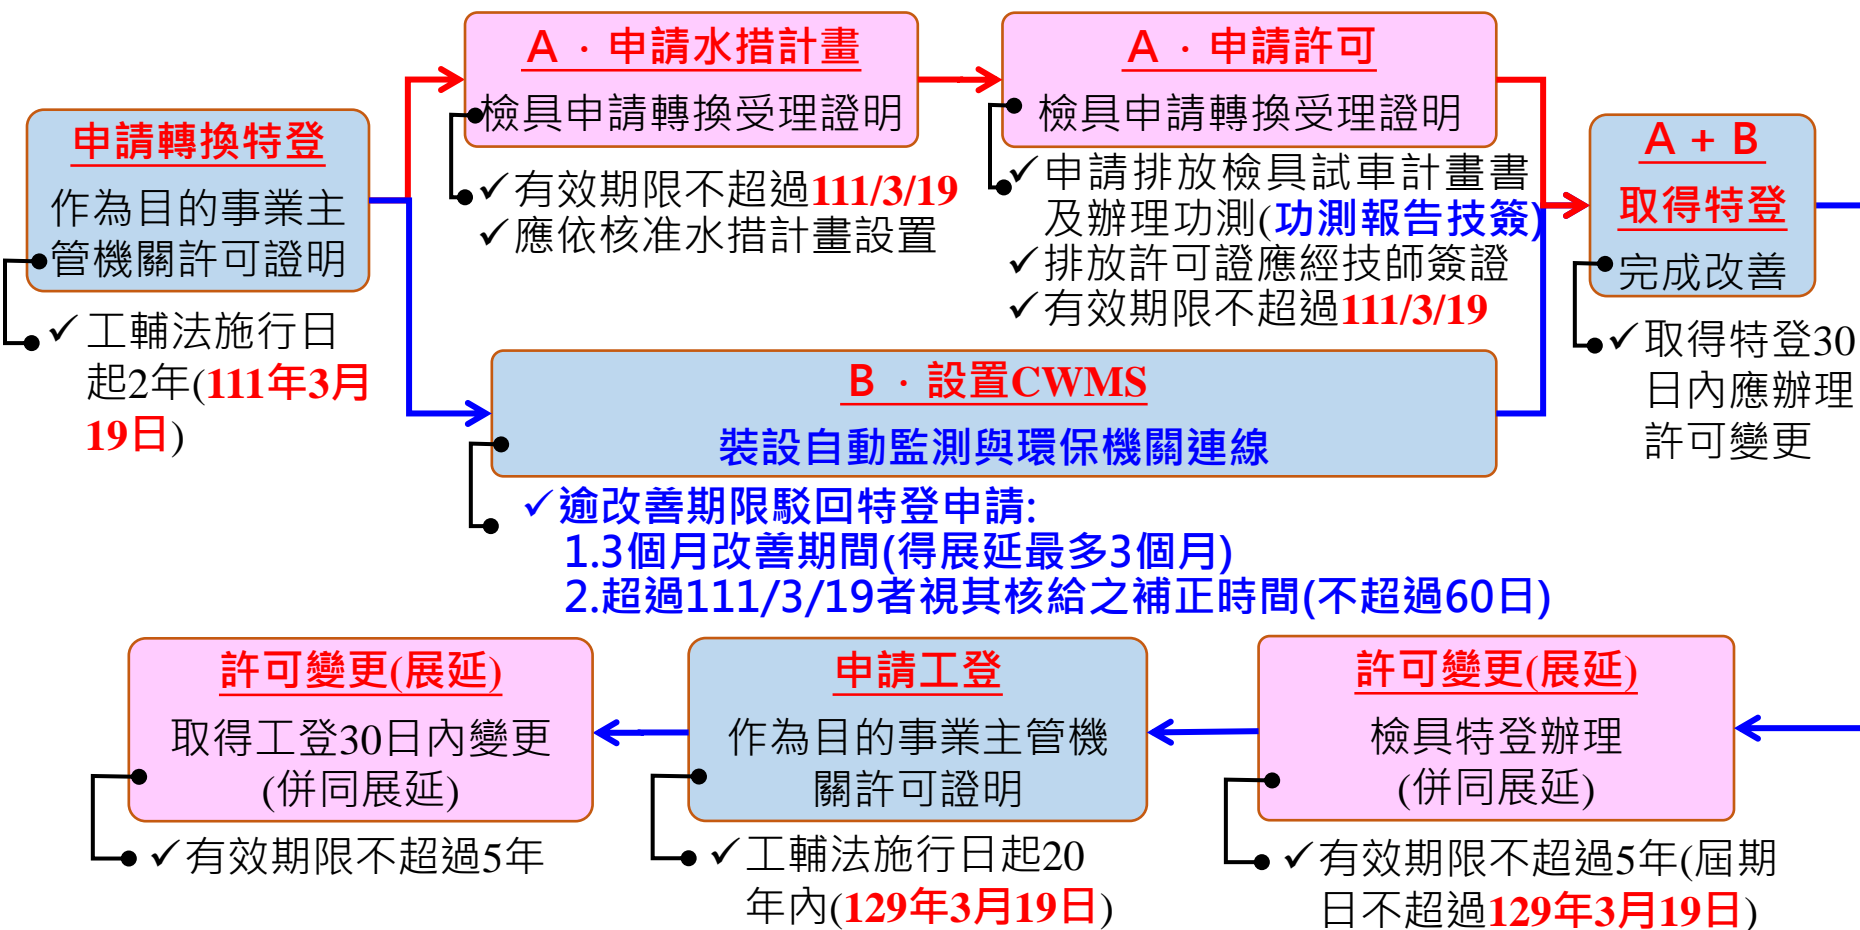 申請轉換特登
作為目的事業主
管機關許可證明
✓工輔法施行日
起2年(111年3月
19日)
A．申請水措計畫
檢具申請轉換受理證明
✓有效期限不超過111/3/19
✓應依核准水措計畫設置
A．申請許可
檢具申請轉換受理證明
✓申請排放檢具試車計畫書
及辦理功測(功測報告技簽)
✓排放許可證應經技師簽證
✓有效期限不超過111/3/19
B．設置CWMS
裝設自動監測與環保機關連線
✓逾改善期限駁回特登申請:
1.3個月改善期間(得展延最多3個月)
2.超過111/3/19者視其核給之補正時間(不超過60日)
A + B
取得特登
完成改善
✓取得特登30
日內應辦理
許可變更
許可變更(展延)
檢具特登辦理
(併同展延)
✓有效期限不超過5年(屆期
日不超過129年3月19日)
申請工登
作為目的事業主管機
關許可證明
✓工輔法施行日起20
年內(129年3月19日)
許可變更(展延)
取得工登30日內變更
(併同展延)
✓有效期限不超過5年